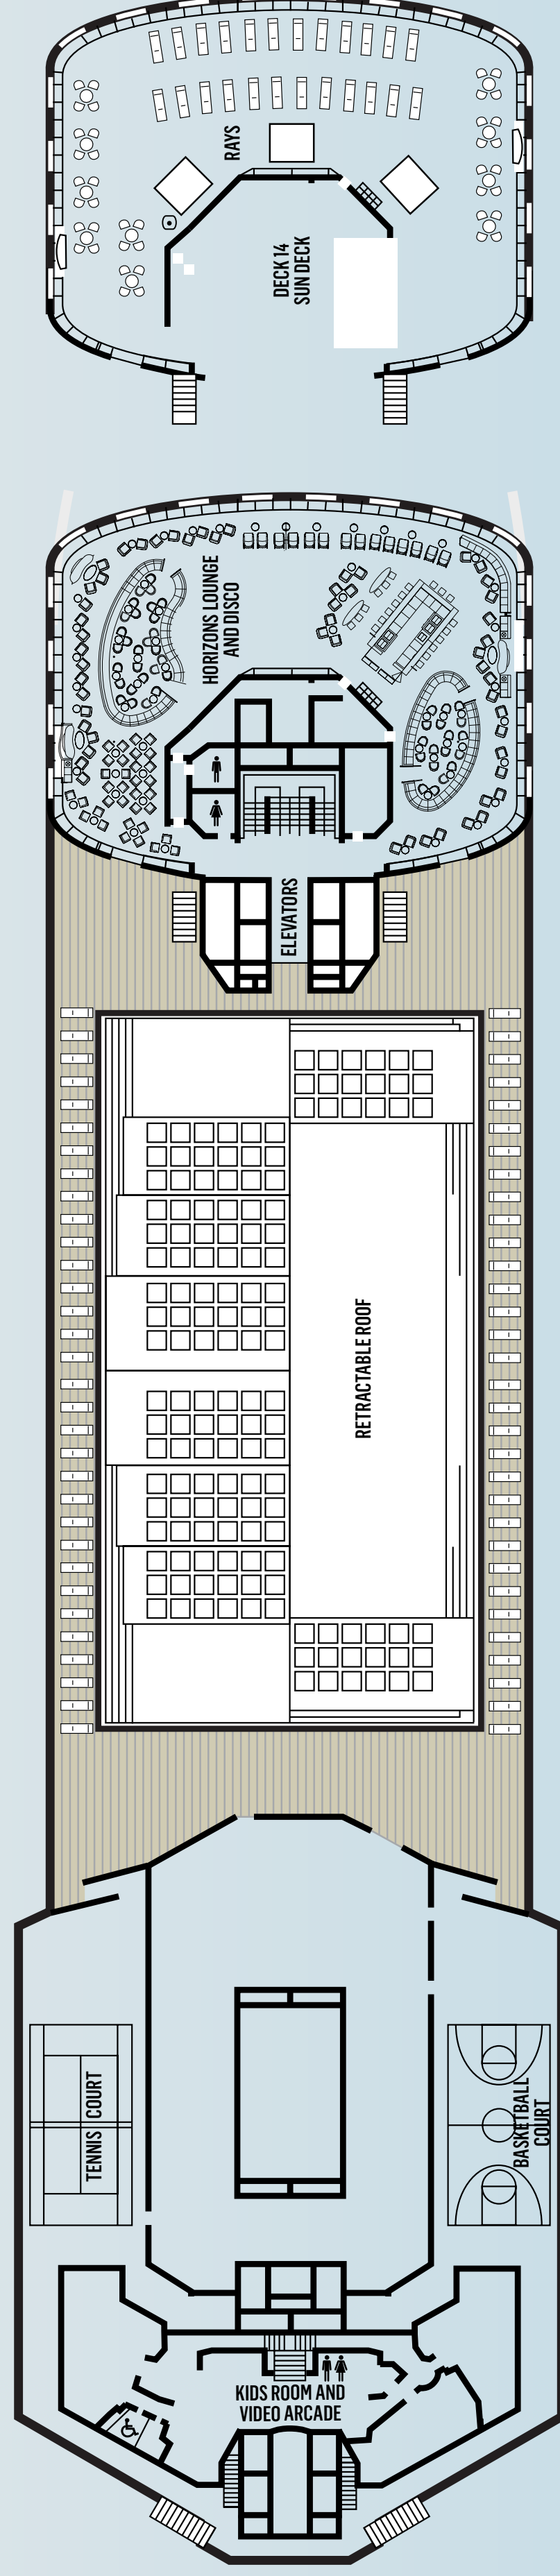 RAYS
DECK 14
SUN DECK
HORIZONS LOUNGE
AND DISCO
ELEVATORS
RETRACTABLE ROOF
TENNIS COURT
BASKETBALL
COURT
KIDS ROOM AND
VIDEO ARCADE